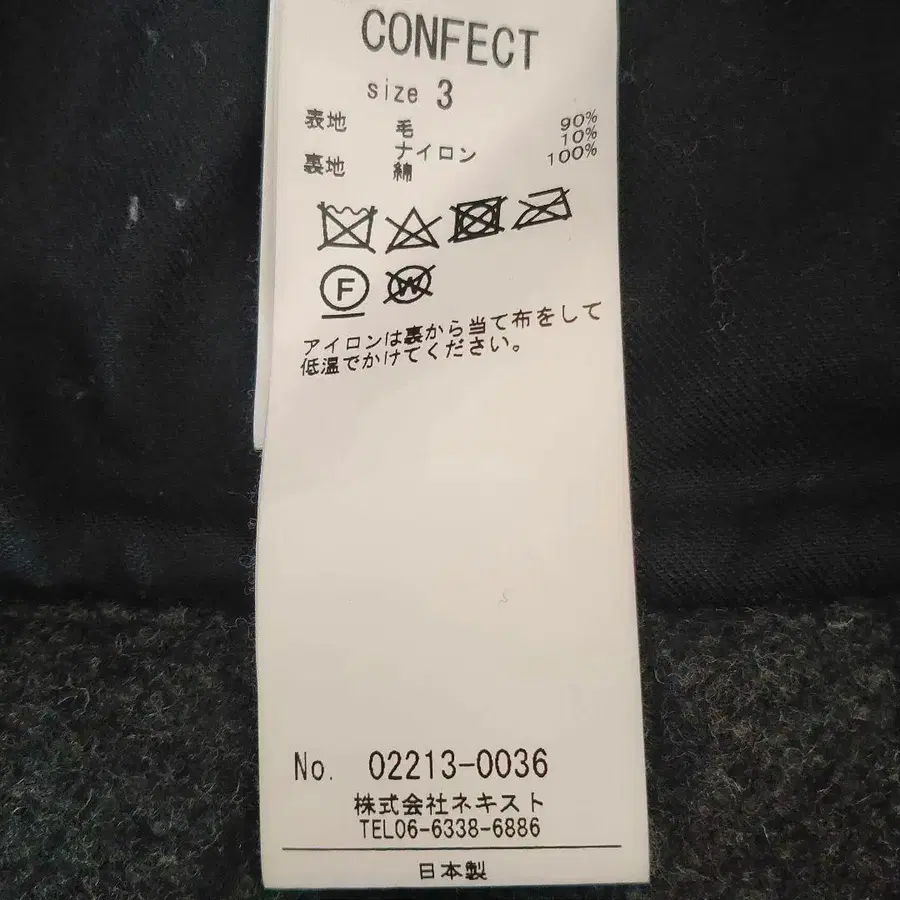 CONFECT
size 3
表地 毛 90%
ナイロン 10%
裏地 綿 100%
F W
アイロンは裏から当て布をして
低温でかけてください。
No. 02213-0036
株式会社ネキスト
TEL06-6338-6886
日本製